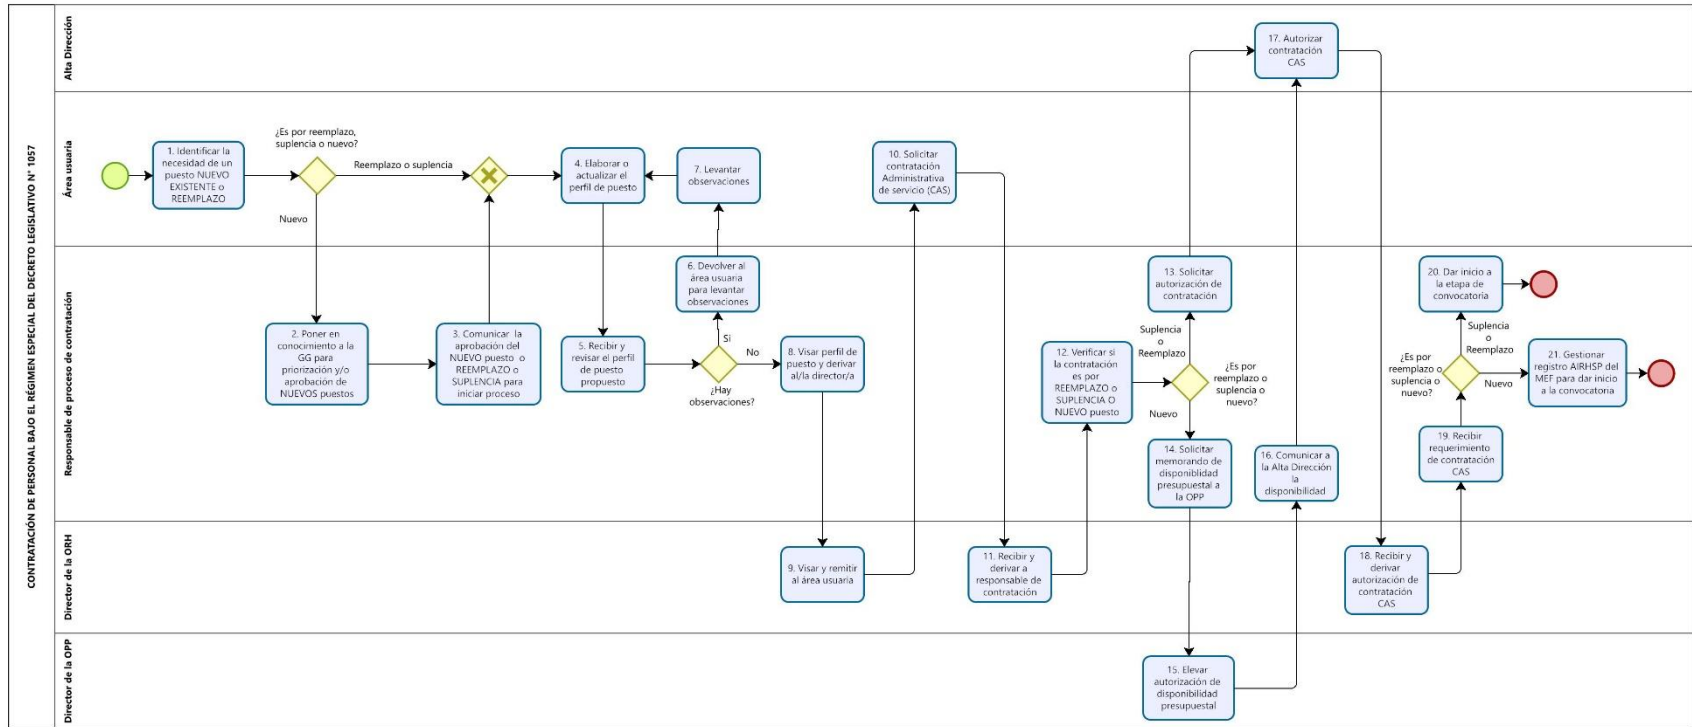 CONTRATACIÓN DE PERSONAL BAJO EL RÉGIMEN ESPECIAL DEL DECRETO LEGISLATIVO N° 1057
Alta Dirección
17. Autorizar
contratación
CAS
Área usuaria
1. Identificar la
necesidad de un
puesto NUEVO
EXISTENTE o
REEMPLAZO
¿Es por reemplazo,
suplencia o nuevo?
Reemplazo o suplencia
Nuevo
4. Elaborar o
actualizar el
perfil de puesto
7. Levantar
observaciones
10. Solicitar
contratación
Administrativa
de servicio (CAS)
Responsable de proceso de contratación
2. Poner en
conocimiento a la
GG para
priorización y/o
aprobación de
NUEVOS puestos
3. Comunicar la
aprobación del
NUEVO puesto o
REEMPLAZO o
SUPLENCIA para
iniciar proceso
5. Recibir y
revisar el perfil
de puesto
propuesto
6. Devolver al
área usuaria
para levantar
observaciones
Si
No
¿Hay
observaciones?
8. Visar perfil de
puesto y derivar
al/la director/a
12. Verificar si
la contratación
es por
REEMPLAZO o
SUPLENCIA O
NUEVO puesto
13. Solicitar
autorización de
contratación
Suplencia
o
Reemplazo
¿Es por
reemplazo o
suplencia o
nuevo?
Nuevo
14. Solicitar
memorando de
disponiblidad
presupuestal a
la OPP
16. Comunicar a
la Alta Dirección
la
disponibilidad
20. Dar inicio a
la etapa de
convocatoria
Suplencia
o
Reemplazo
¿Es por
reemplazo o
suplencia o
nuevo?
Nuevo
21. Gestionar
registro AIRHSP del
MEF para dar inicio
a la convocatoria
19. Recibir
requerimiento
de contratación
CAS
Director de la ORH
9. Visar y remitir
al área usuaria
11. Recibir y
derivar a
responsable de
contratación
18. Recibir y
derivar
autorización de
contratación
CAS
Director de la OPP
15. Elevar
autorización de
disponibilidad
presupuestal